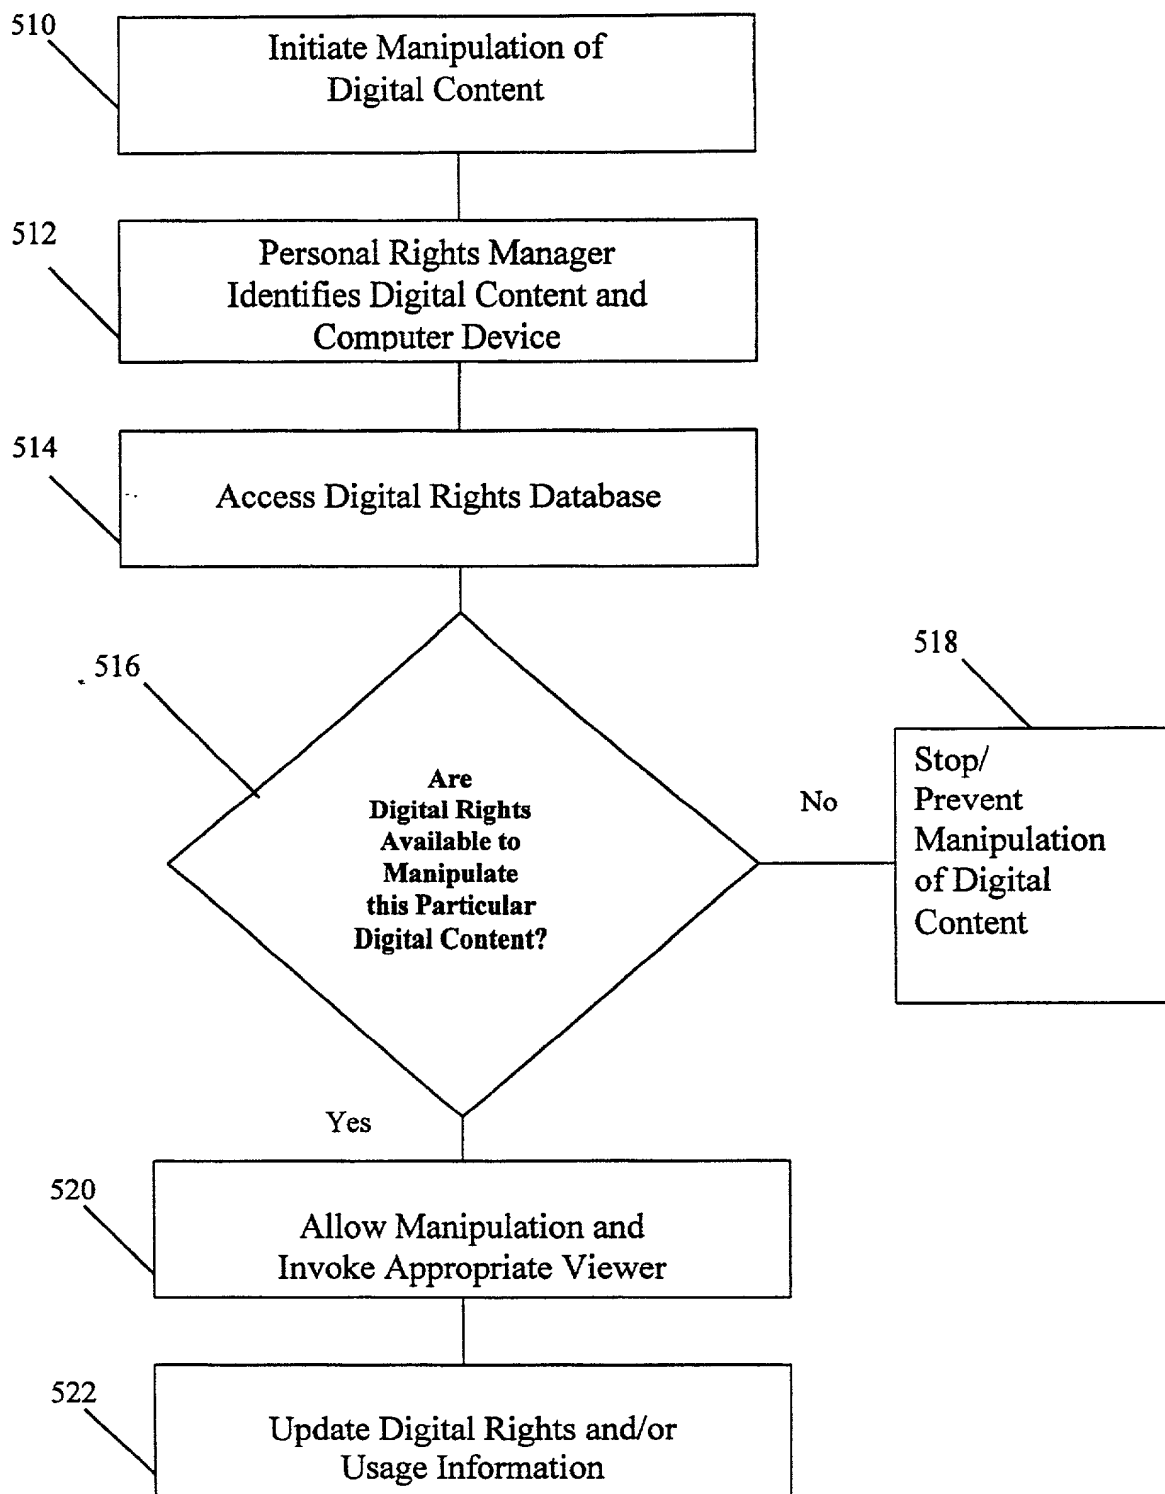 510
Initiate Manipulation of
Digital Content
512
Personal Rights Manager
Identifies Digital Content and
Computer Device
514
Access Digital Rights Database
516
Are
Digital Rights
Available to
Manipulate
this Particular
Digital Content?
No
518
Stop/
Prevent
Manipulation
of Digital
Content
Yes
520
Allow Manipulation and
Invoke Appropriate Viewer
522
Update Digital Rights and/or
Usage Information